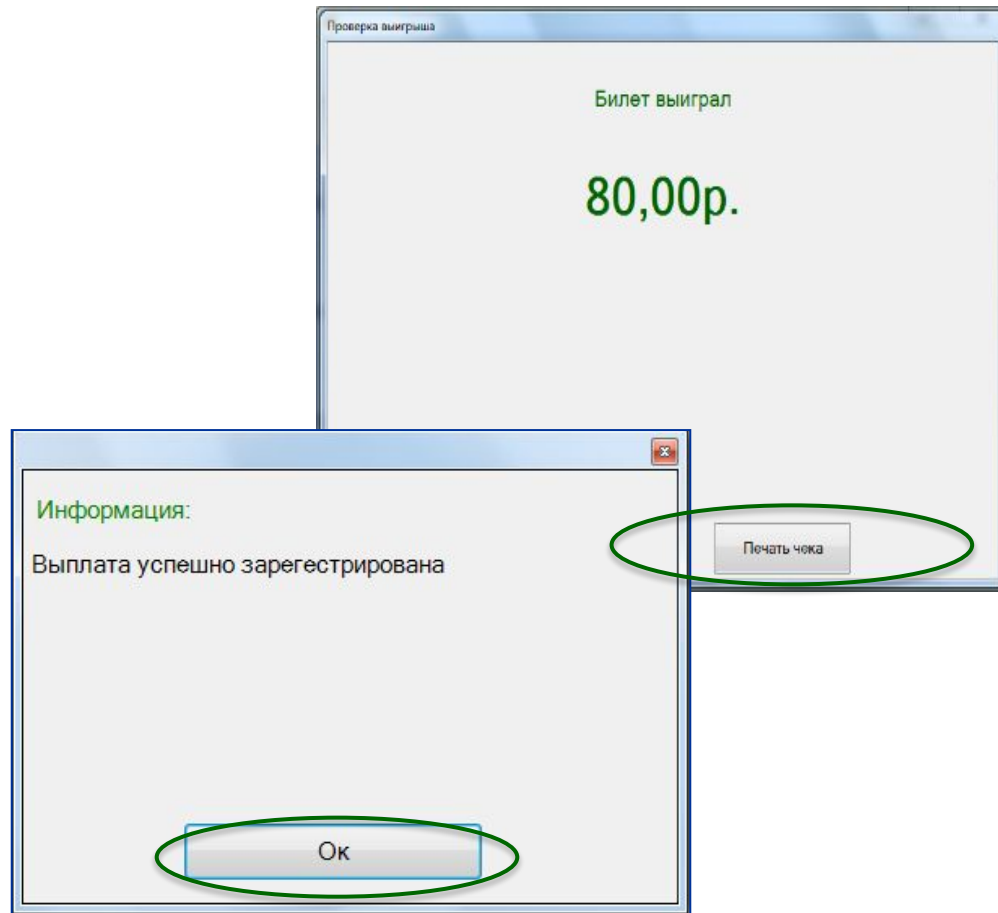 Проверка выигрыша
Билет выиграл
80,00р.
Печать чека
Информация:
Выплата успешно зарегестрирована
Ок